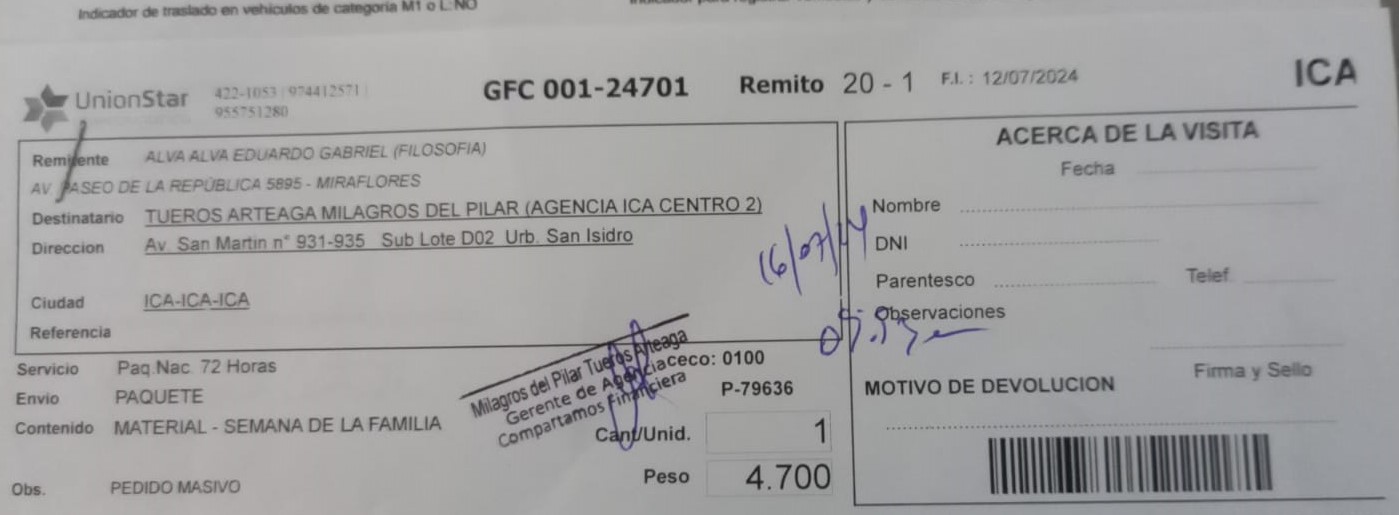 Indicador de traslado en vehículos de categoría M1 o L: NO
UnionStar 422-1053 | 974412571 |
955751280
GFC 001-24701 Remito 20 - 1 F.I. : 12/07/2024 ICA
Remitente ALVA ALVA EDUARDO GABRIEL (FILOSOFIA)
AV. PASEO DE LA REPÚBLICA 5895 - MIRAFLORES
Destinatario TUEROS ARTEAGA MILAGROS DEL PILAR (AGENCIA ICA CENTRO 2)
Direccion Av. San Martin n° 931-935 Sub Lote D02 Urb. San Isidro
Ciudad ICA-ICA-ICA
Referencia
16/07/24
ACERCA DE LA VISITA
Fecha
Nombre
DNI
Parentesco Telef.
Observaciones
Firma y Sello
MOTIVO DE DEVOLUCION
Servicio Paq.Nac. 72 Horas
Envio PAQUETE
Contenido MATERIAL - SEMANA DE LA FAMILIA
Obs. PEDIDO MASIVO
Milagros del Pilar Tueros Arteaga
Gerente de Agencia
Compartamos Financiera
ceco: 0100
P-79636
Cant/Unid. 1
Peso 4.700